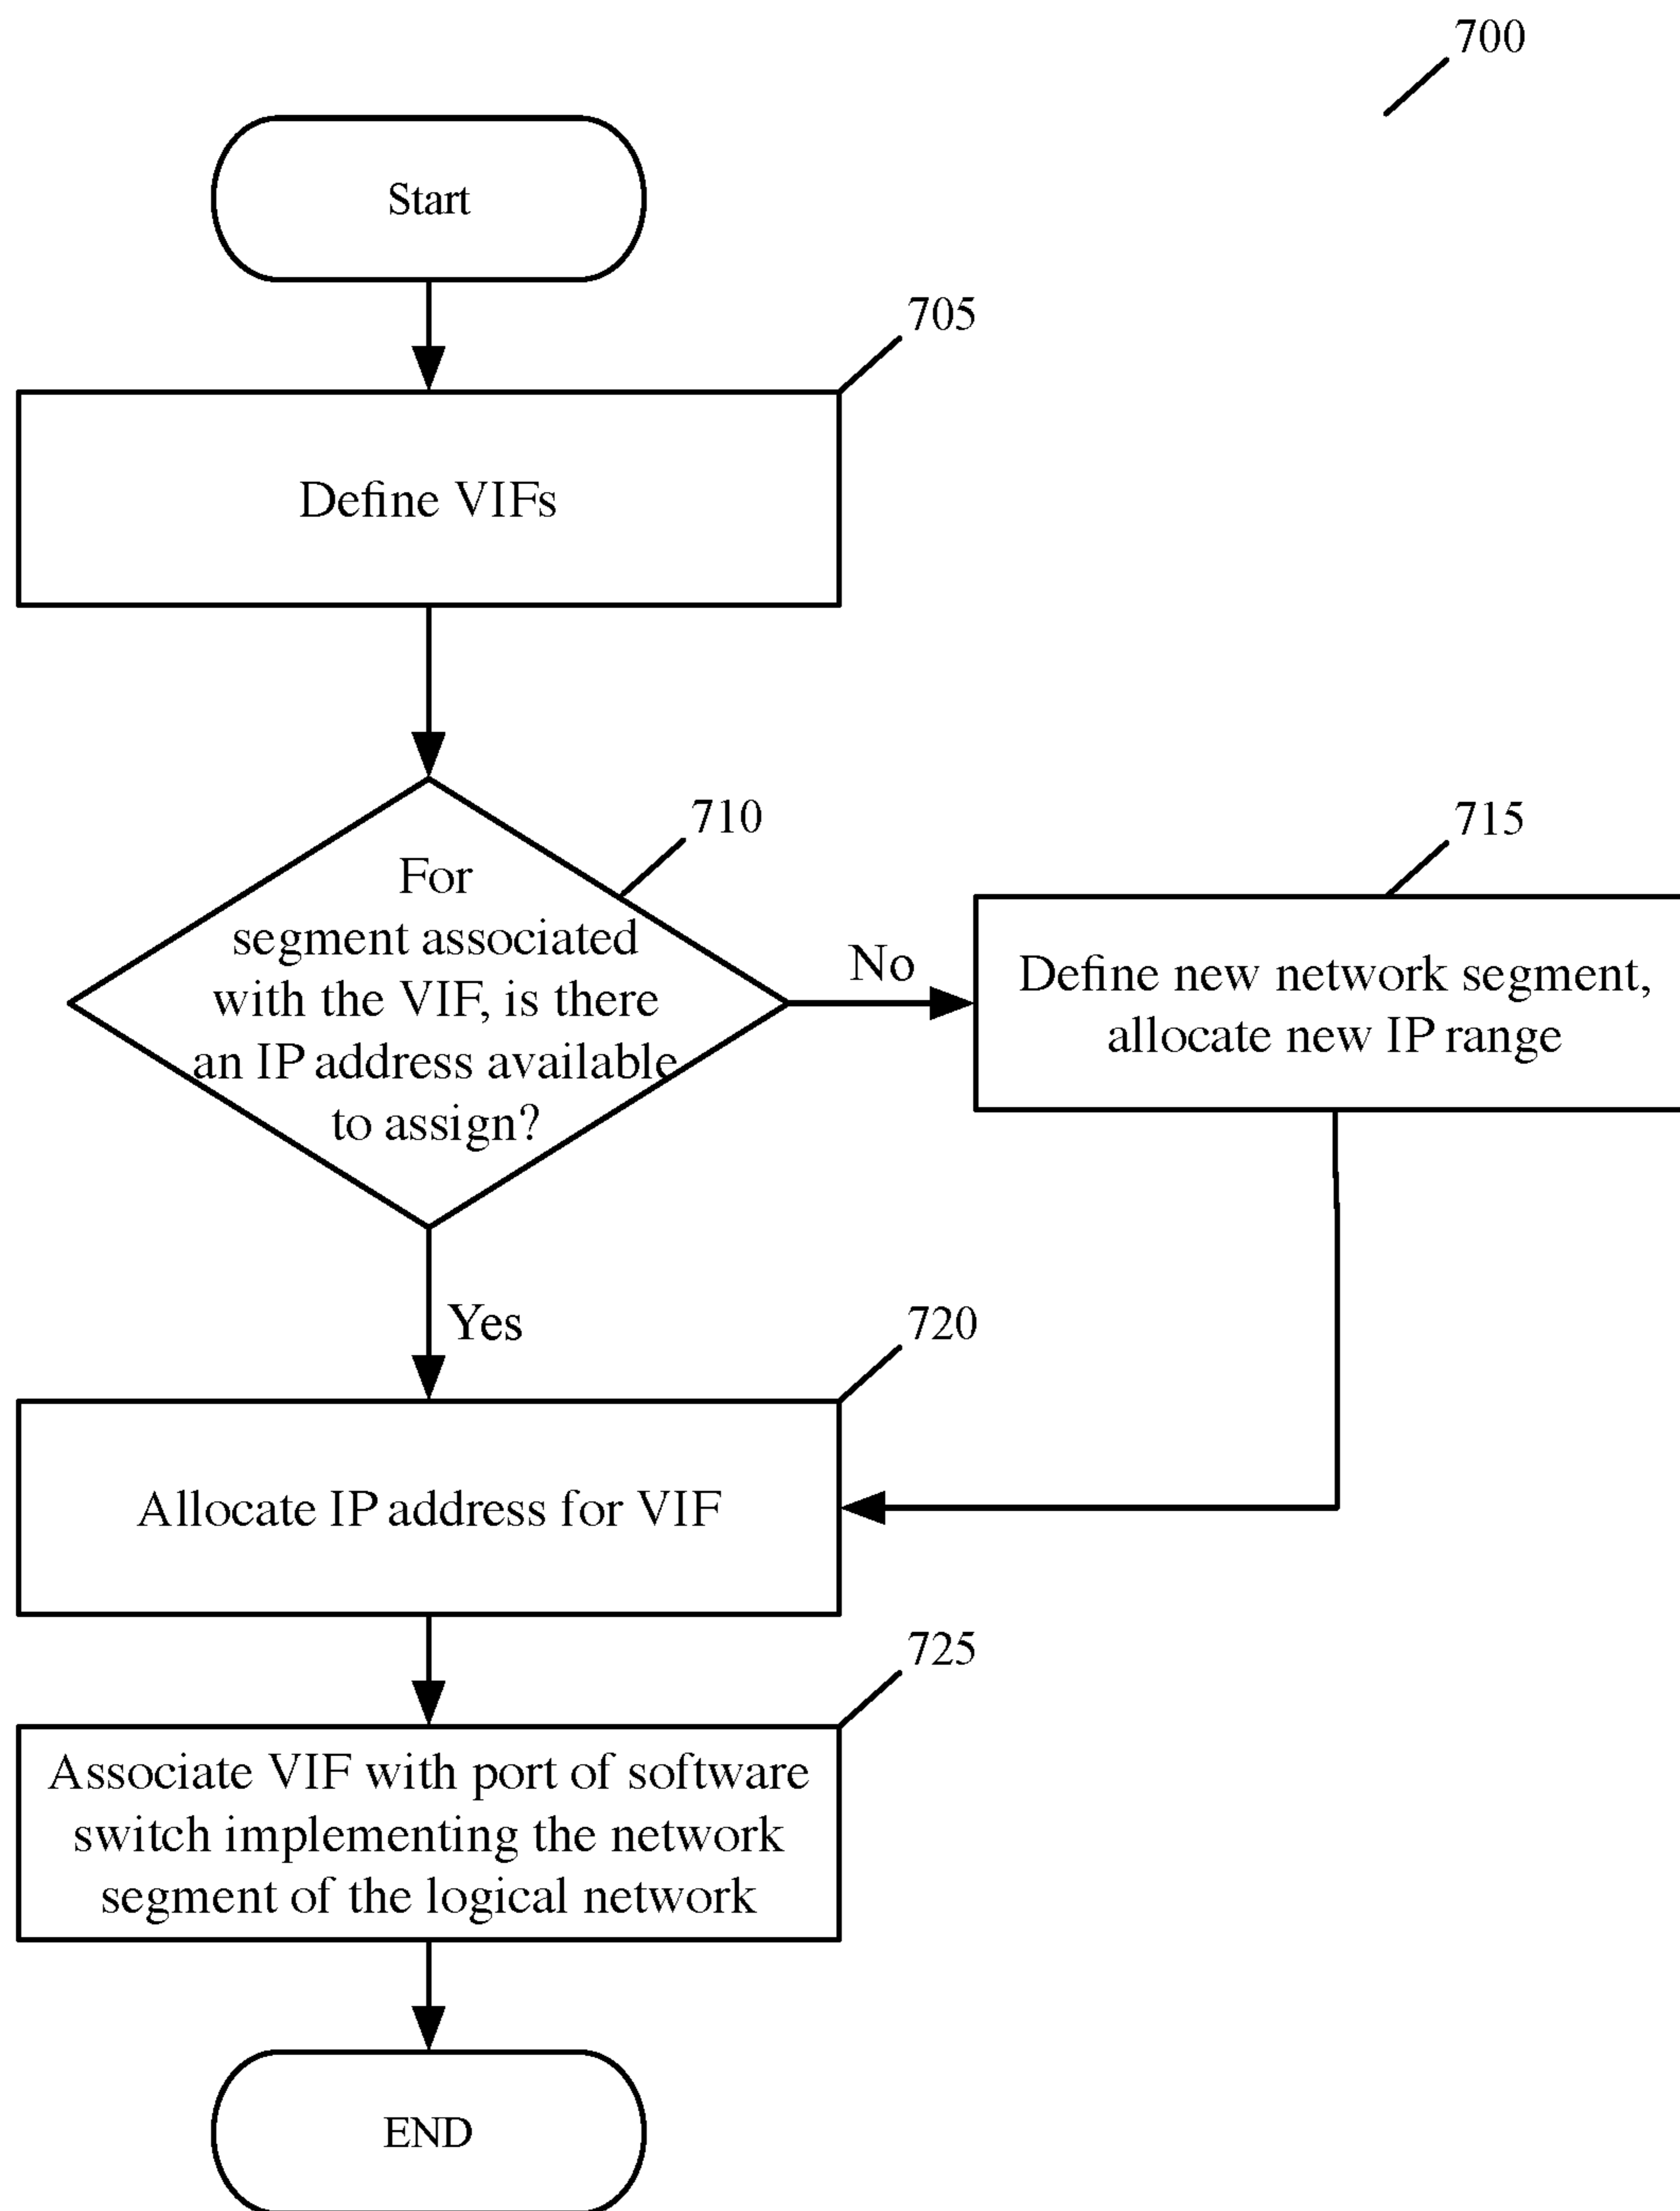 700
Start
705
Define VIFs
710
For
segment associated
with the VIF, is there
an IP address available
to assign?
No
715
Define new network segment,
allocate new IP range
Yes
720
Allocate IP address for VIF
725
Associate VIF with port of software
switch implementing the network
segment of the logical network
END